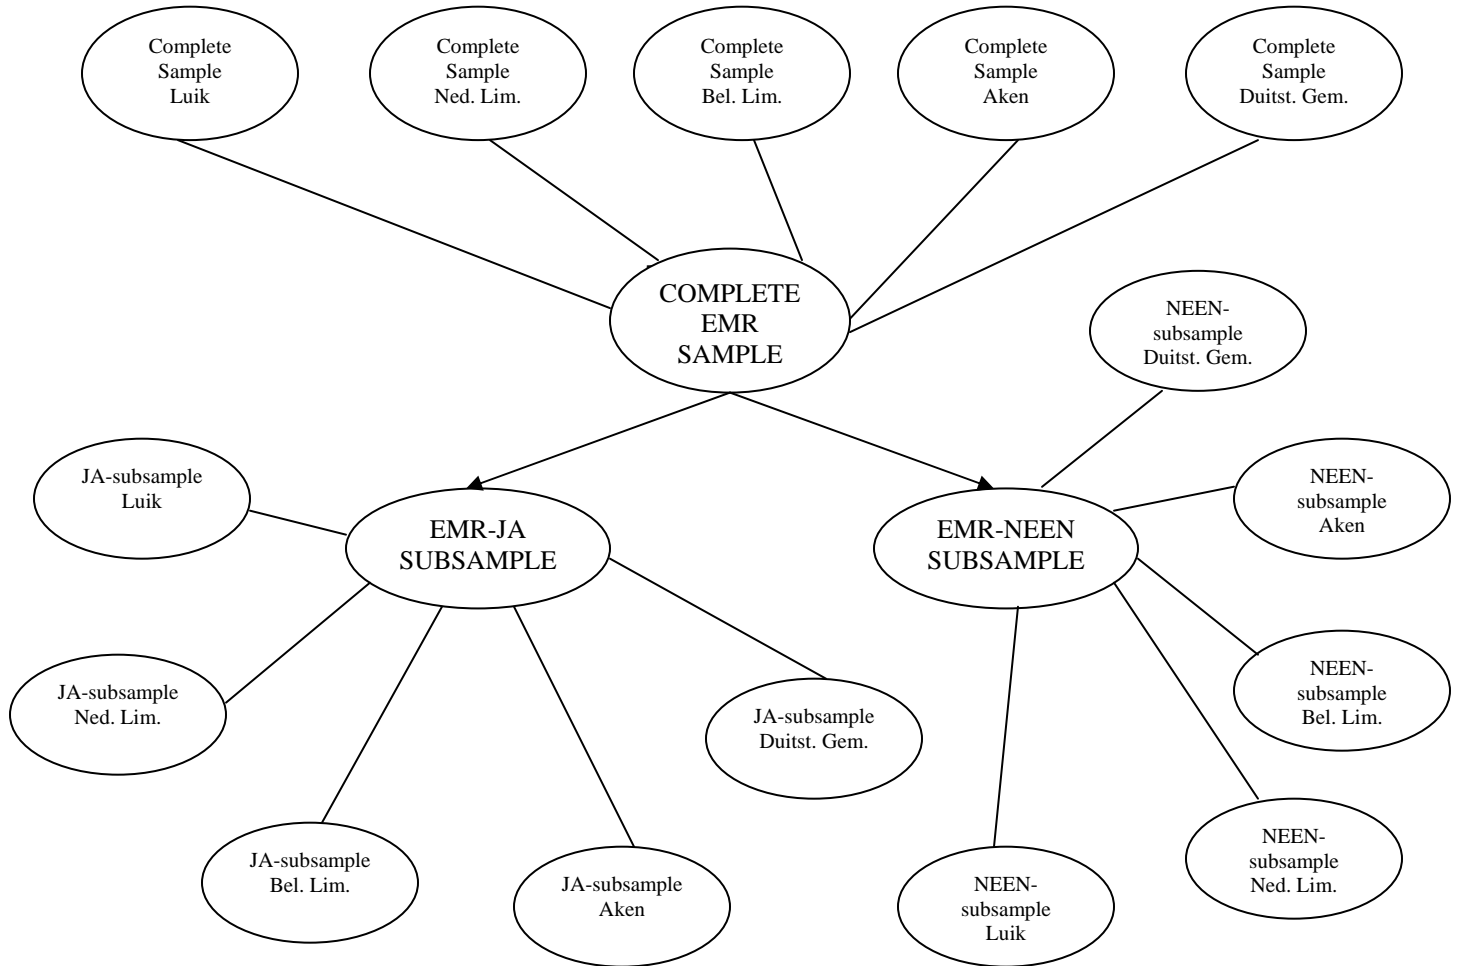 Complete
Sample
Luik
Complete
Sample
Ned. Lim.
Complete
Sample
Bel. Lim.
Complete
Sample
Aken
Complete
Sample
Duitst. Gem.
COMPLETE
EMR
SAMPLE
NEEN-
subsample
Duitst. Gem.
JA-subsample
Luik
EMR-JA
SUBSAMPLE
EMR-NEEN
SUBSAMPLE
NEEN-
subsample
Aken
JA-subsample
Ned. Lim.
JA-subsample
Duitst. Gem.
NEEN-
subsample
Bel. Lim.
JA-subsample
Bel. Lim.
JA-subsample
Aken
NEEN-
subsample
Luik
NEEN-
subsample
Ned. Lim.